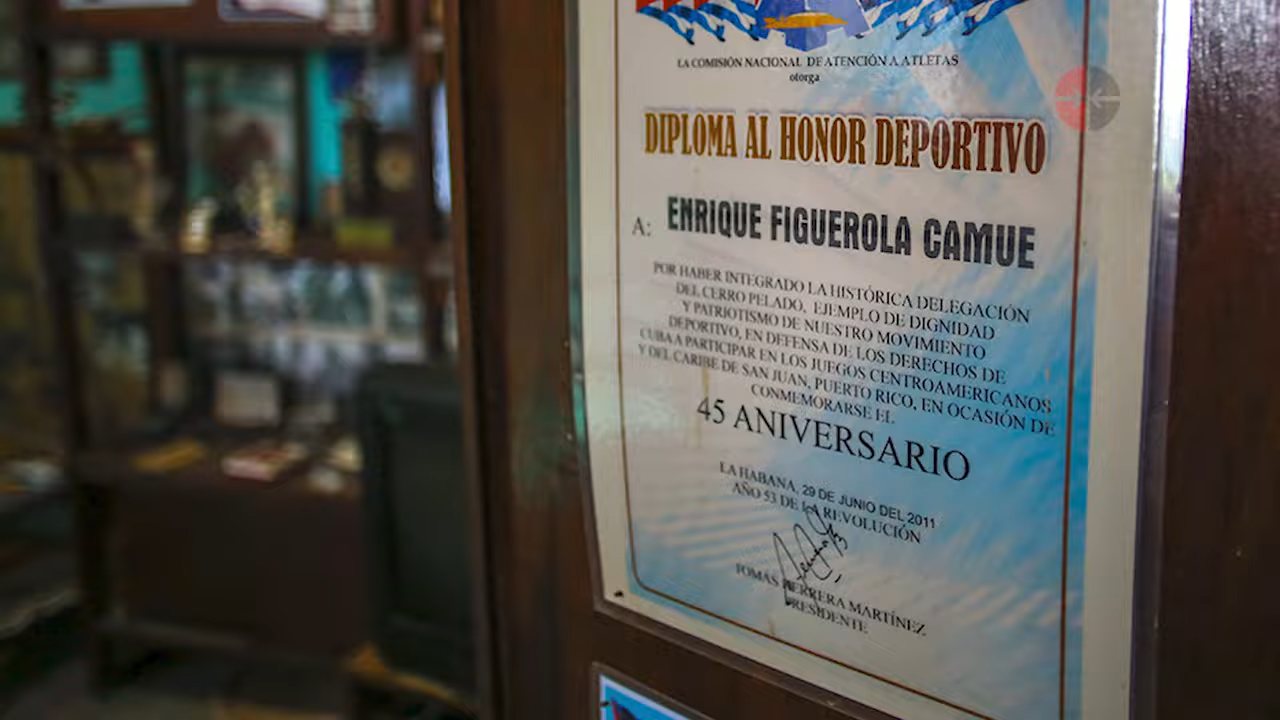 LA COMISIÓN NACIONAL DE ATENCIÓN A ATLETAS
otorga
DIPLOMA AL HONOR DEPORTIVO
A: ENRIQUE FIGUEROLA CAMUE
POR HABER INTEGRADO LA HISTÓRICA DELEGACIÓN
DEL CERRO PELADO, EJEMPLO DE DIGNIDAD
Y PATRIOTISMO DE NUESTRO MOVIMIENTO
DEPORTIVO, EN DEFENSA DE LOS DERECHOS DE
CUBA A PARTICIPAR EN LOS JUEGOS CENTROAMERICANOS
Y DEL CARIBE DE SAN JUAN, PUERTO RICO, EN OCASIÓN DE
CONMEMORARSE EL
45 ANIVERSARIO
LA HABANA, 29 DE JUNIO DEL 2011
AÑO 53 DE LA REVOLUCIÓN
TOMÁS HERRERA MARTÍNEZ
PRESIDENTE